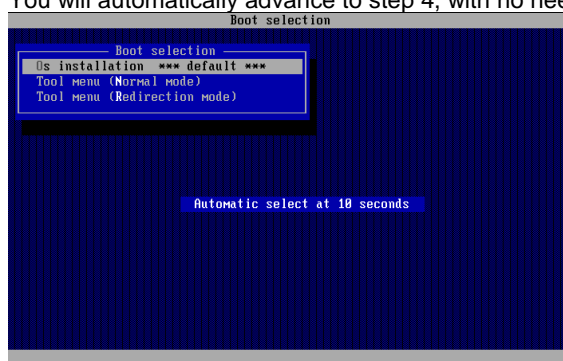 You will automatically advance to step 4, with no nee
Boot selection
Boot selection
Os installation *** default ***
Tool menu (Normal mode)
Tool menu (Redirection mode)
Automatic select at 10 seconds